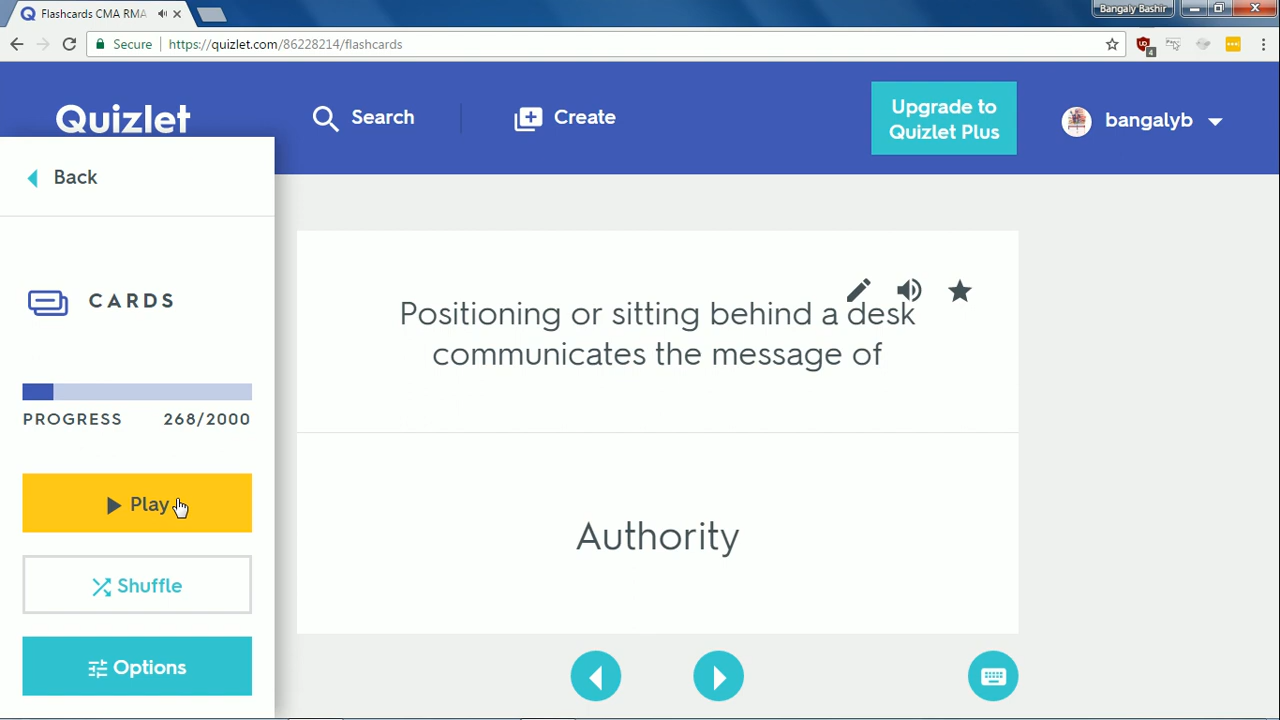 Flashcards CMA RMA
Bangaly Bashir
Secure
https://quizlet.com/86228214/flashcards
4
Quizlet
Search
Create
Upgrade to
Quizlet Plus
bangalyb
Back
CARDS
PROGRESS 268/2000
Play
Shuffle
Options
Positioning or sitting behind a desk
communicates the message of
Authority